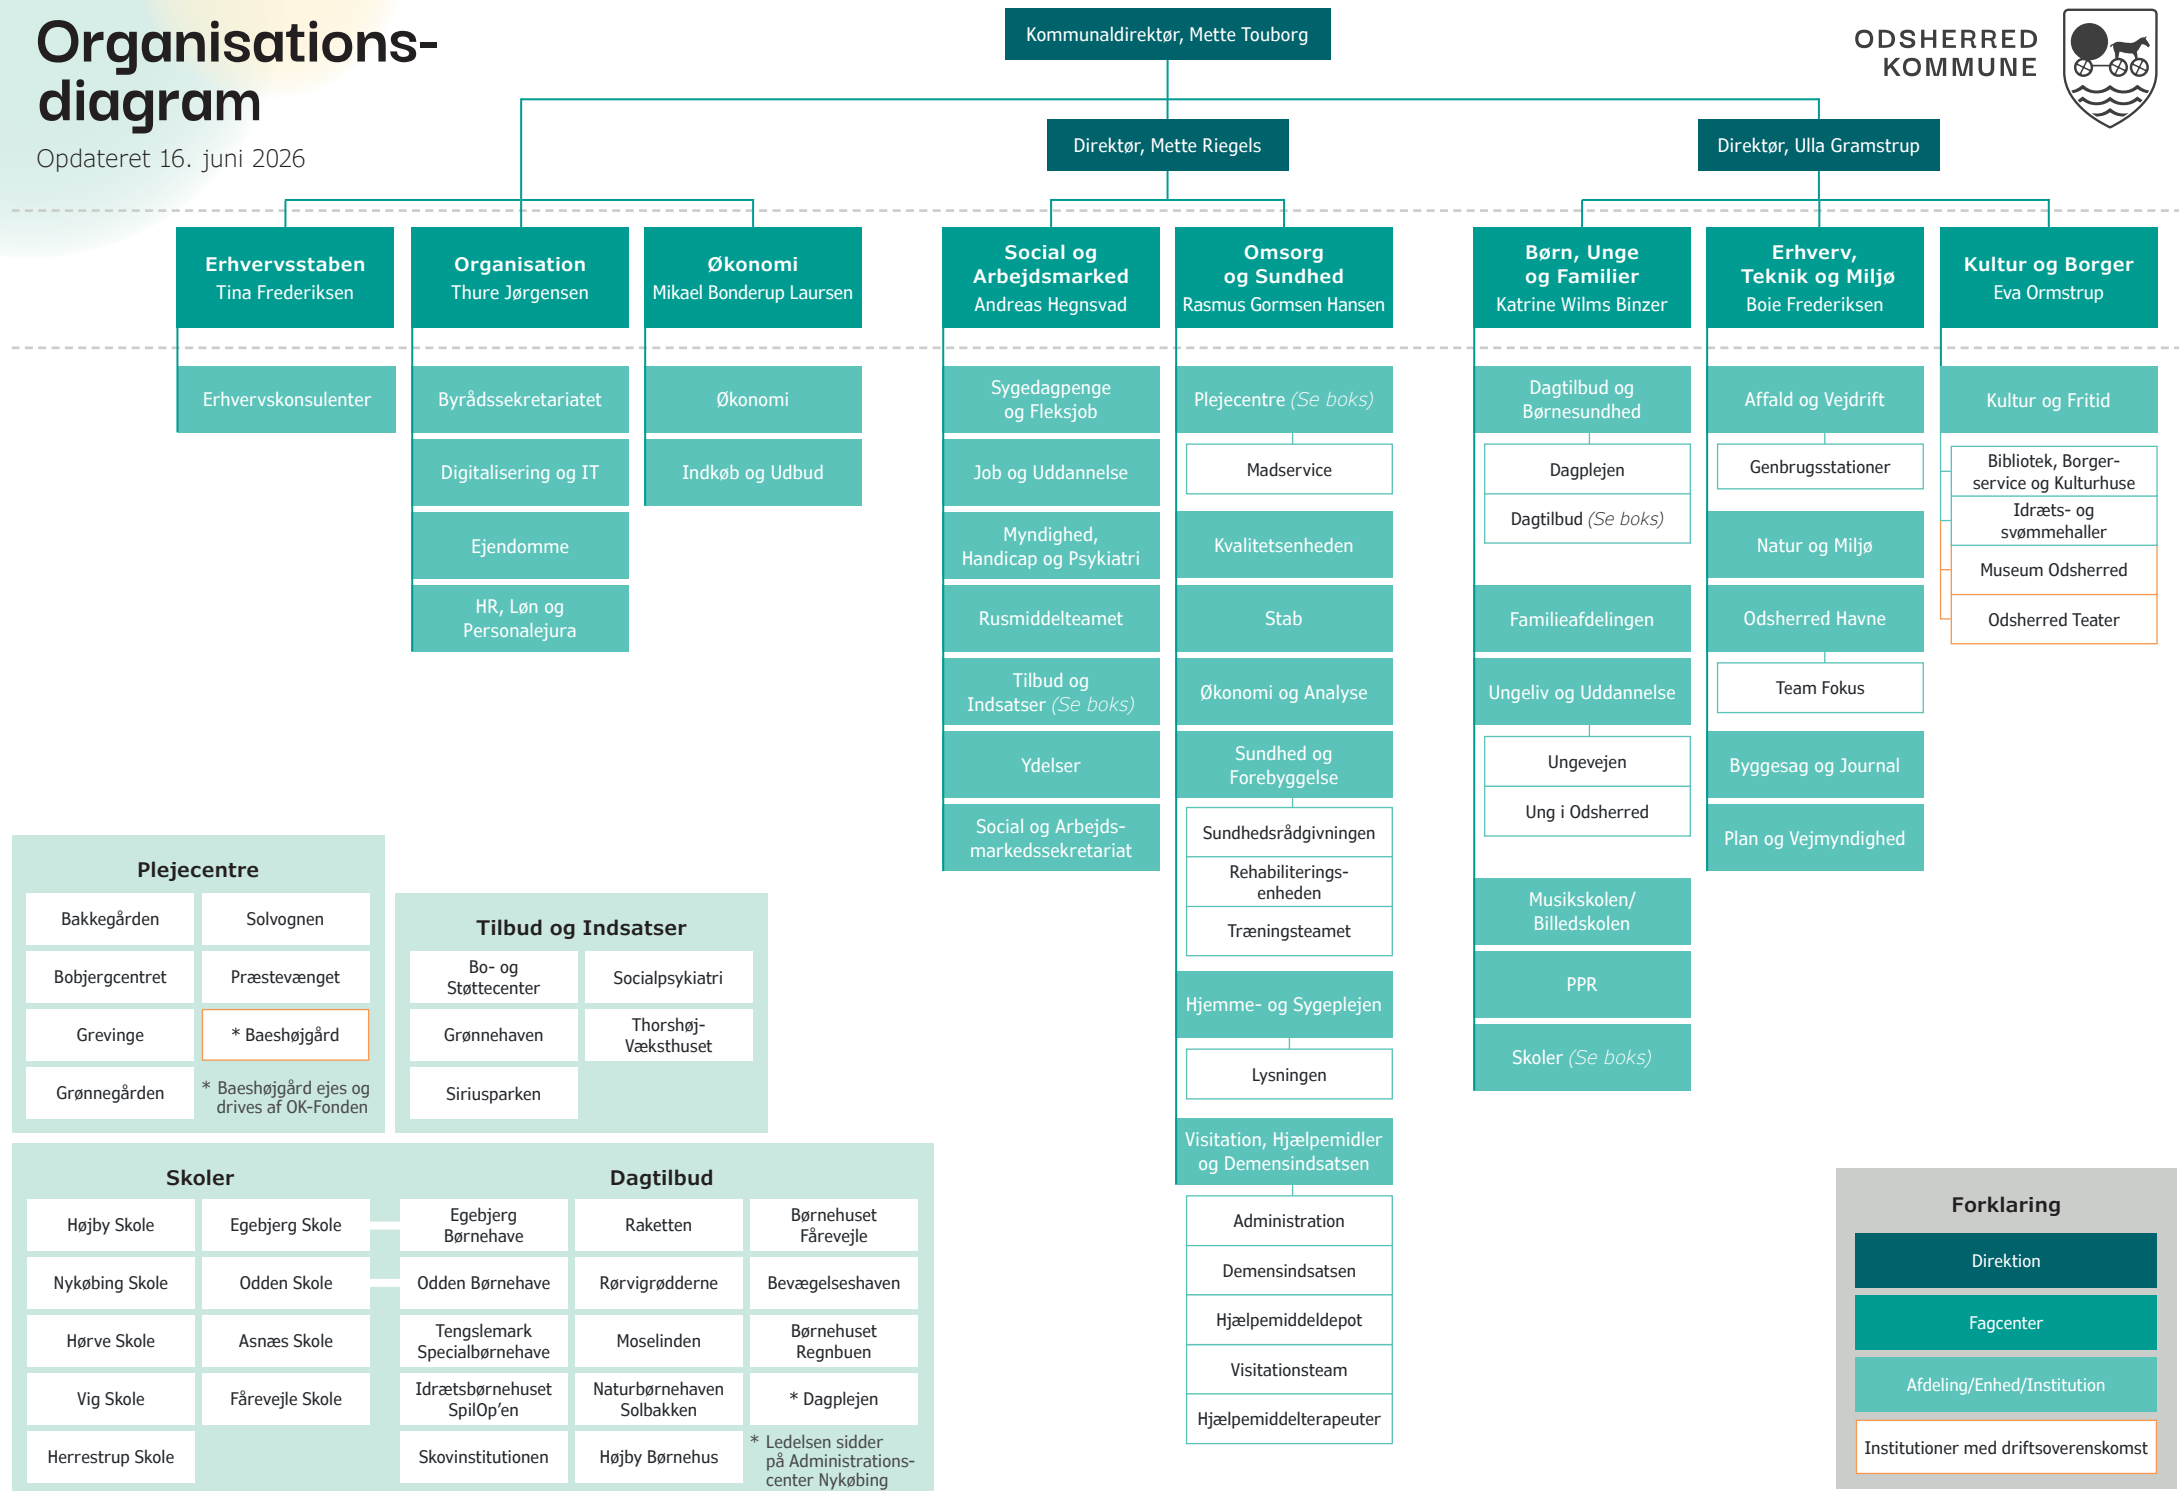 Organisations-
diagram
Opdateret 16. juni 2026
ODSHERRED
KOMMUNE
Kommunaldirektør, Mette Touborg
Direktør, Mette Riegels
Direktør, Ulla Gramstrup
Erhvervsstaben
Tina Frederiksen
Erhvervskonsulenter
Organisation
Thure Jørgensen
Byrådssekretariatet
Digitalisering og IT
Ejendomme
HR, Løn og
Personalejura
Økonomi
Mikael Bonderup Laursen
Økonomi
Indkøb og Udbud
Social og
Arbejdsmarked
Andreas Hegnsvad
Sygedagpenge
og Fleksjob
Job og Uddannelse
Myndighed,
Handicap og Psykiatri
Rusmiddelteamet
Tilbud og
Indsatser (Se boks)
Ydelser
Social og Arbejds-
markedssekretariat
Omsorg
og Sundhed
Rasmus Gormsen Hansen
Plejecentre (Se boks)
Madservice
Kvalitetsenheden
Stab
Økonomi og Analyse
Sundhed og
Forebyggelse
Sundhedsrådgivningen
Rehabiliterings-
enheden
Træningsteamet
Hjemme- og Sygeplejen
Lysningen
Visitation, Hjælpemidler
og Demensindsatsen
Administration
Demensindsatsen
Hjælpemiddeldepot
Visitationsteam
Hjælpemiddelterapeuter
Børn, Unge
og Familier
Katrine Wilms Binzer
Dagtilbud og
Børnesundhed
Dagplejen
Dagtilbud (Se boks)
Familieafdelingen
Ungeliv og Uddannelse
Ungevejen
Ung i Odsherred
Musikskolen/
Billedskolen
PPR
Skoler (Se boks)
Erhverv,
Teknik og Miljø
Boie Frederiksen
Affald og Vejdrift
Genbrugsstationer
Natur og Miljø
Odsherred Havne
Team Fokus
Byggesag og Journal
Plan og Vejmyndighed
Kultur og Borger
Eva Ormstrup
Kultur og Fritid
Bibliotek, Borger-
service og Kulturhuse
Idræts- og
svømmehaller
Museum Odsherred
Odsherred Teater
Plejecentre
Bakkegården
Solvognen
Bobjergcentret
Præstevænget
Grevinge
* Baeshøjgård
Grønnegården
* Baeshøjgård ejes og
drives af OK-Fonden
Tilbud og Indsatser
Bo- og
Støttecenter
Socialpsykiatri
Grønnehaven
Thorshøj-
Væksthuset
Siriusparken
Skoler
Højby Skole
Egebjerg Skole
Nykøbing Skole
Odden Skole
Hørve Skole
Asnæs Skole
Vig Skole
Fårevejle Skole
Herrestrup Skole
Dagtilbud
Egebjerg
Børnehave
Raketten
Børnehuset
Fårevejle
Odden Børnehave
Rørvigrødderne
Bevægelseshaven
Tengslemark
Specialbørnehave
Moselinden
Børnehuset
Regnbuen
Idrætsbørnehuset
SpilOp’en
Naturbørnehaven
Solbakken
* Dagplejen
Skovinstitutionen
Højby Børnehus
* Ledelsen sidder
på Administrations-
center Nykøbing
Forklaring
Direktion
Fagcenter
Afdeling/Enhed/Institution
Institutioner med driftsoverenskomst